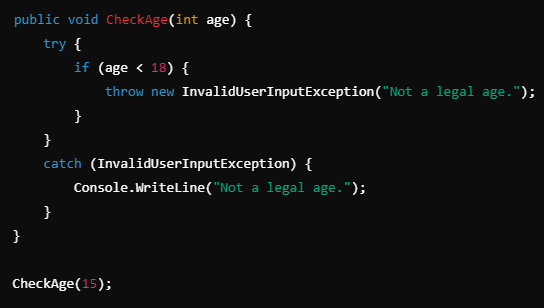 public void CheckAge(int age) {
    try {
        if (age < 18) {
            throw new InvalidUserInputException("Not a legal age.");
        }
    }
    catch (InvalidUserInputException) {
        Console.WriteLine("Not a legal age.");
    }
}

CheckAge(15);